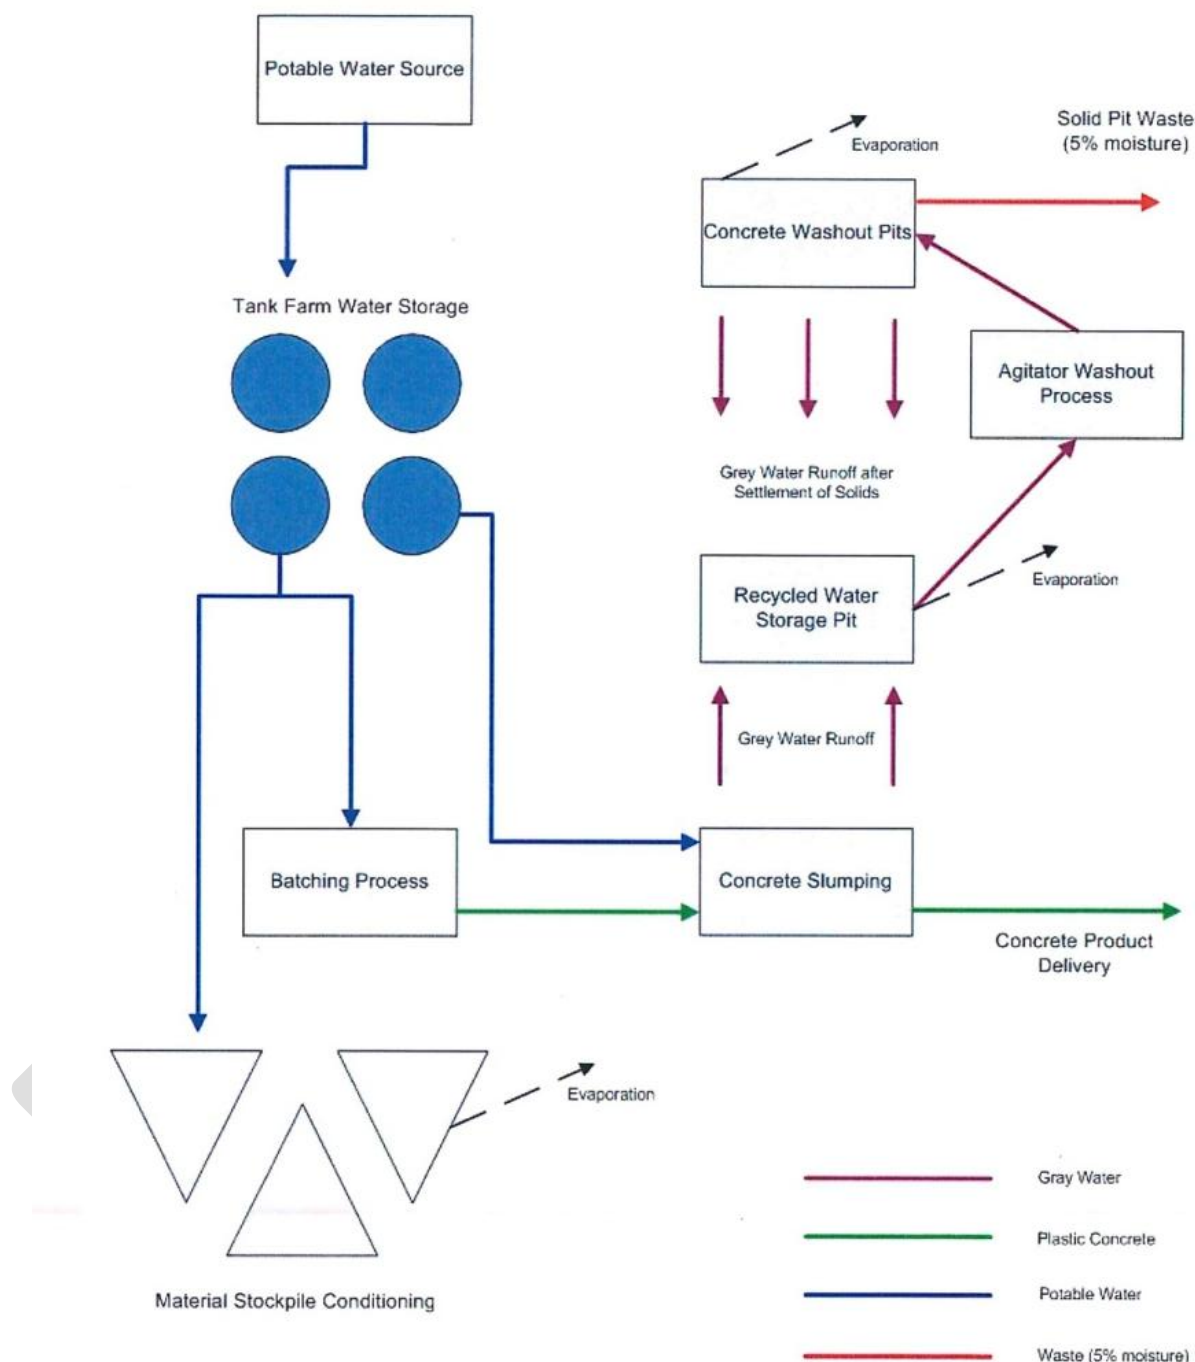 Potable Water Source
Solid Pit Waste
(5% moisture)
Evaporation
Concrete Washout Pits
Tank Farm Water Storage
Agitator Washout
Process
Grey Water Runoff after
Settlement of Solids
Evaporation
Recycled Water
Storage Pit
Grey Water Runoff
Batching Process
Concrete Slumping
Concrete Product
Delivery
Evaporation
Material Stockpile Conditioning
Gray Water
Plastic Concrete
Potable Water
Waste (5% moisture)